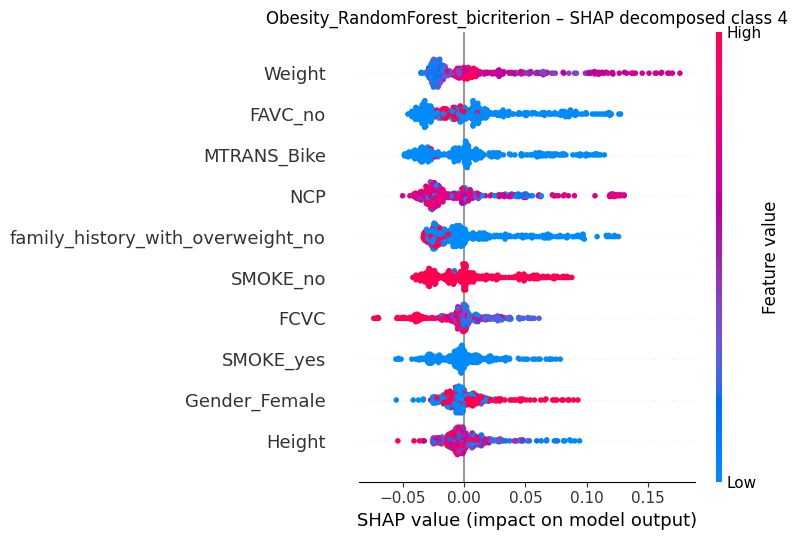 Obesity_RandomForest_bicriterion – SHAP decomposed class 4
High
Weight
FAVC_no
MTRANS_Bike
NCP
family_history_with_overweight_no
SMOKE_no
FCVC
SMOKE_yes
Gender_Female
Height
Feature value
Low
−0.05 0.00 0.05 0.10 0.15
SHAP value (impact on model output)